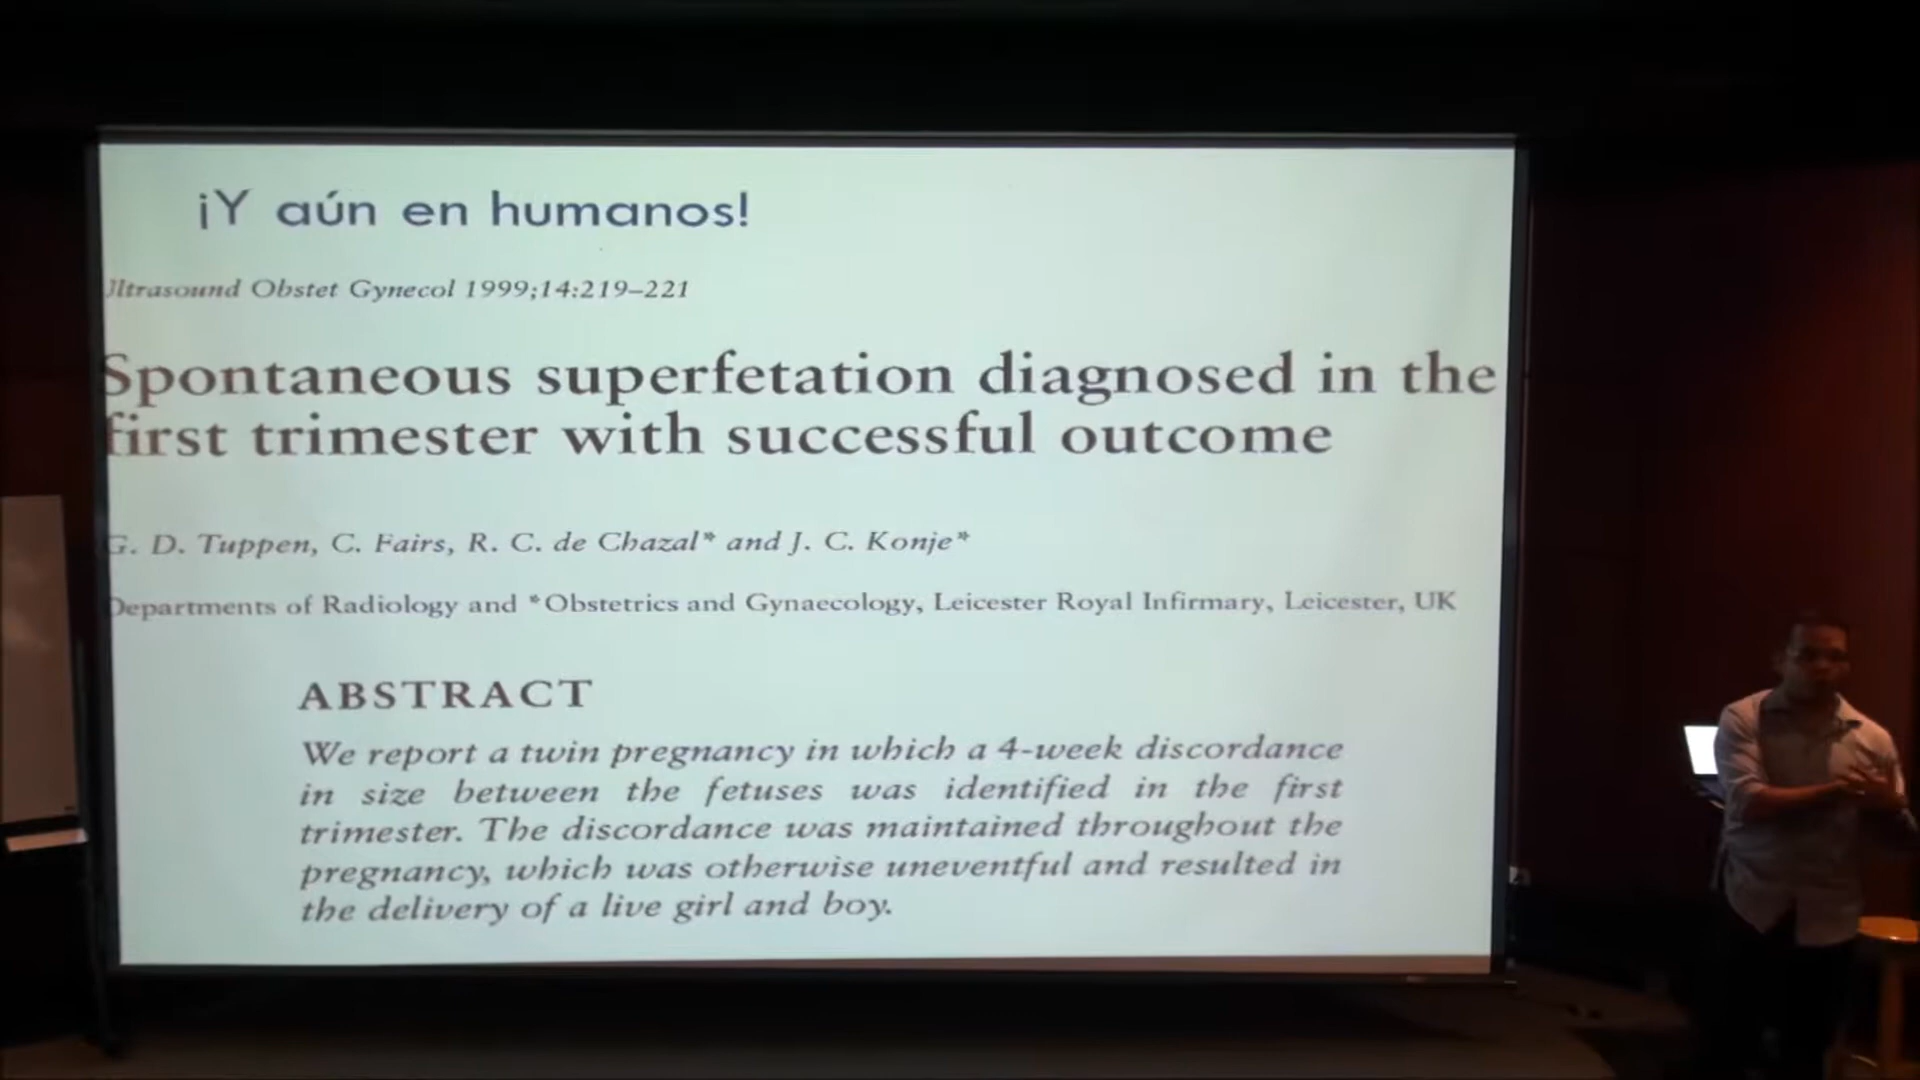 ¡Y aún en humanos!
Ultrasound Obstet Gynecol 1999;14:219–221
Spontaneous superfetation diagnosed in the
first trimester with successful outcome
G. D. Tuppen, C. Fairs, R. C. de Chazal* and J. C. Konje*
Departments of Radiology and *Obstetrics and Gynaecology, Leicester Royal Infirmary, Leicester, UK
ABSTRACT
We report a twin pregnancy in which a 4-week discordance
in size between the fetuses was identified in the first
trimester. The discordance was maintained throughout the
pregnancy, which was otherwise uneventful and resulted in
the delivery of a live girl and boy.